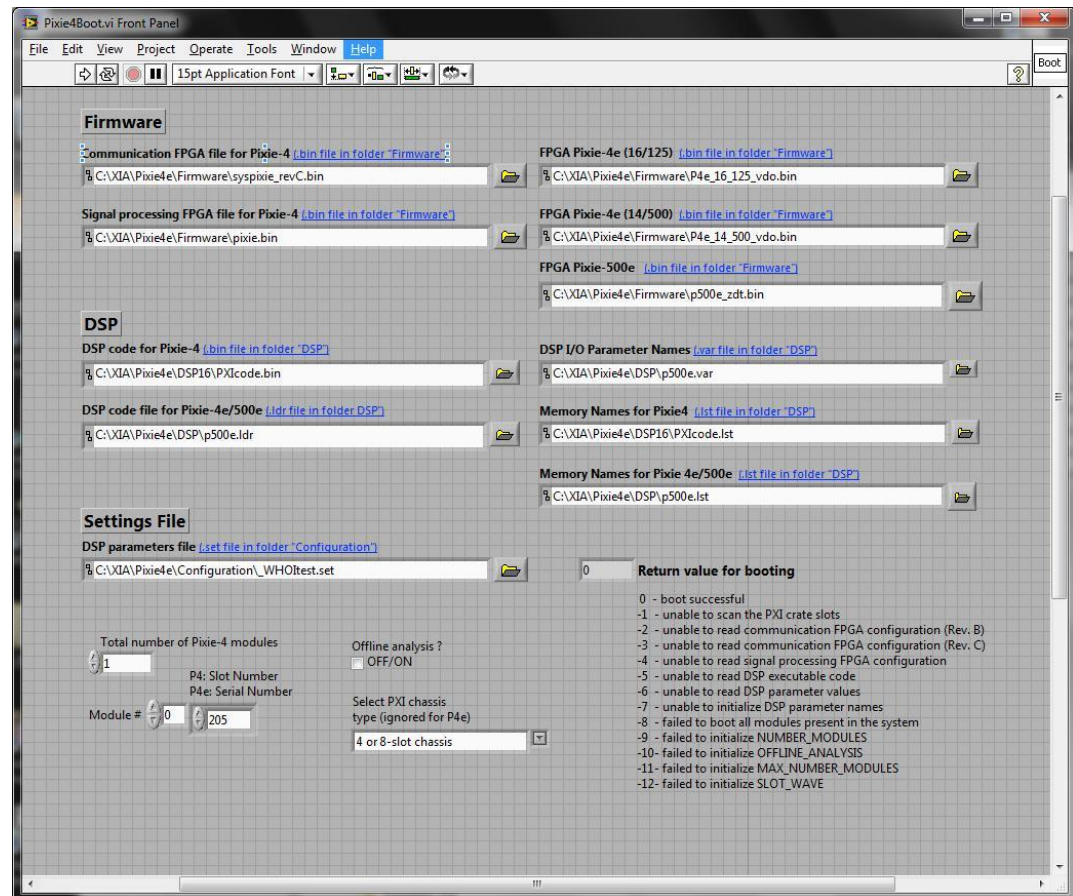 Pixie4Boot.vi Front Panel
File Edit View Project Operate Tools Window Help
15pt Application Font
Boot
Firmware
Communication FPGA file for Pixie-4 (.bin file in folder "Firmware")
C:\XIA\Pixie4e\Firmware\syspixie_revC.bin
FPGA Pixie-4e (16/125) (.bin file in folder "Firmware")
C:\XIA\Pixie4e\Firmware\P4e_16_125_vdo.bin
Signal processing FPGA file for Pixie-4 (.bin file in folder "Firmware")
C:\XIA\Pixie4e\Firmware\pixie.bin
FPGA Pixie-4e (14/500) (.bin file in folder "Firmware")
C:\XIA\Pixie4e\Firmware\P4e_14_500_vdo.bin
FPGA Pixie-500e (.bin file in folder "Firmware")
C:\XIA\Pixie4e\Firmware\p500e_zdt.bin
DSP
DSP code for Pixie-4 (.bin file in folder "DSP")
C:\XIA\Pixie4e\DSP16\PXIcode.bin
DSP I/O Parameter Names (.var file in folder "DSP")
C:\XIA\Pixie4e\DSP\p500e.var
DSP code file for Pixie-4e/500e (.ldr file in folder DSP")
C:\XIA\Pixie4e\DSP\p500e.ldr
Memory Names for Pixie4 (.lst file in folder "DSP")
C:\XIA\Pixie4e\DSP16\PXIcode.lst
Memory Names for Pixie 4e/500e (.lst file in folder "DSP")
C:\XIA\Pixie4e\DSP\p500e.lst
Settings File
DSP parameters file (.set file in folder "Configuration")
C:\XIA\Pixie4e\Configuration\_WHOItest.set
0 Return value for booting
0 - boot successful
-1 - unable to scan the PXI crate slots
-2 - unable to read communication FPGA configuration (Rev. B)
-3 - unable to read communication FPGA configuration (Rev. C)
-4 - unable to read signal processing FPGA configuration
-5 - unable to read DSP executable code
-6 - unable to read DSP parameter values
-7 - unable to initialize DSP parameter names
-8 - failed to boot all modules present in the system
-9 - failed to initialize NUMBER_MODULES
-10- failed to initialize OFFLINE_ANALYSIS
-11- failed to initialize MAX_NUMBER_MODULES
-12- failed to initialize SLOT_WAVE
Total number of Pixie-4 modules
1
P4: Slot Number
P4e: Serial Number
Module # 0 205
Offline analysis ?
OFF/ON
Select PXI chassis
type (ignored for P4e)
4 or 8-slot chassis